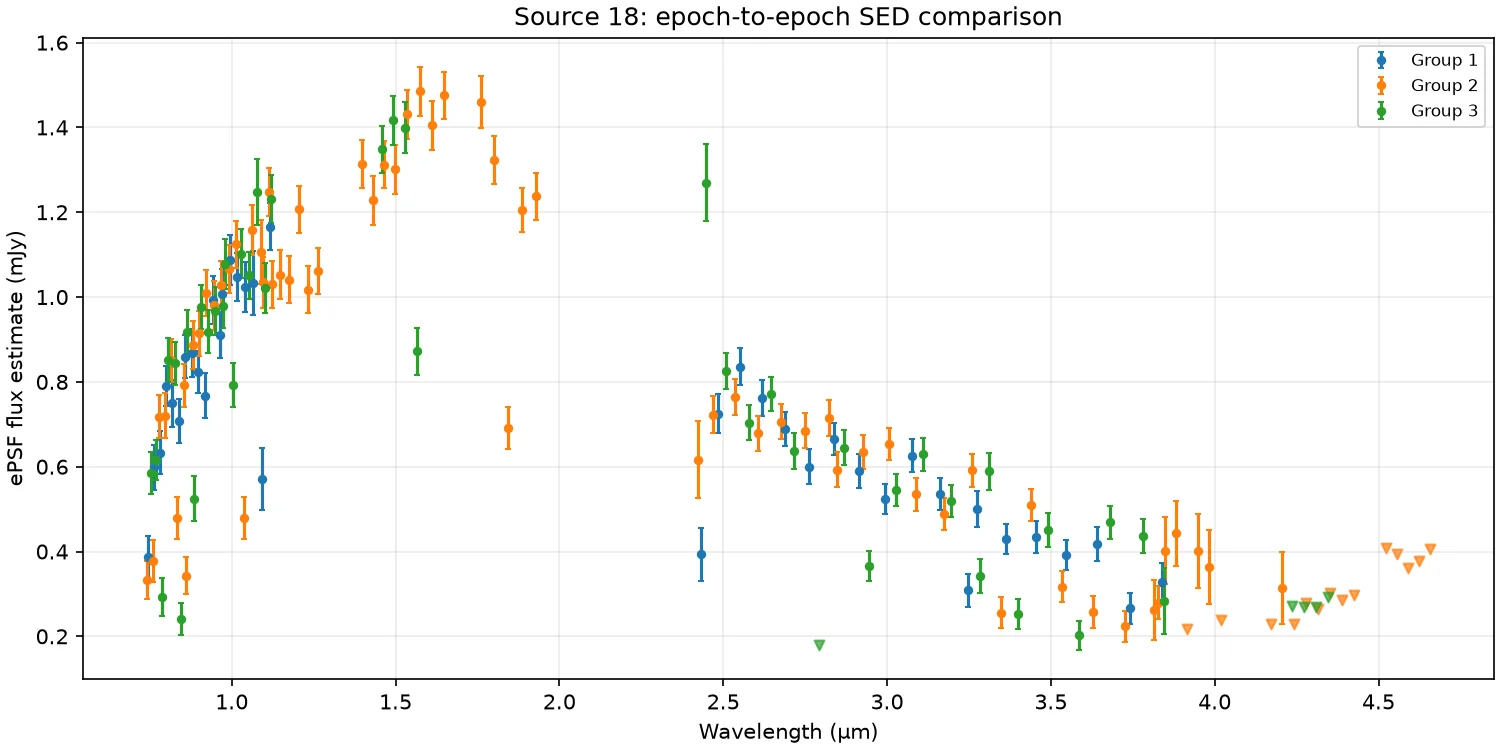 Source 18: epoch-to-epoch SED comparison
ePSF flux estimate (mJy)
1.6
1.4
1.2
1.0
0.8
0.6
0.4
0.2
Group 1
Group 2
Group 3
1.0 1.5 2.0 2.5 3.0 3.5 4.0 4.5
Wavelength (µm)